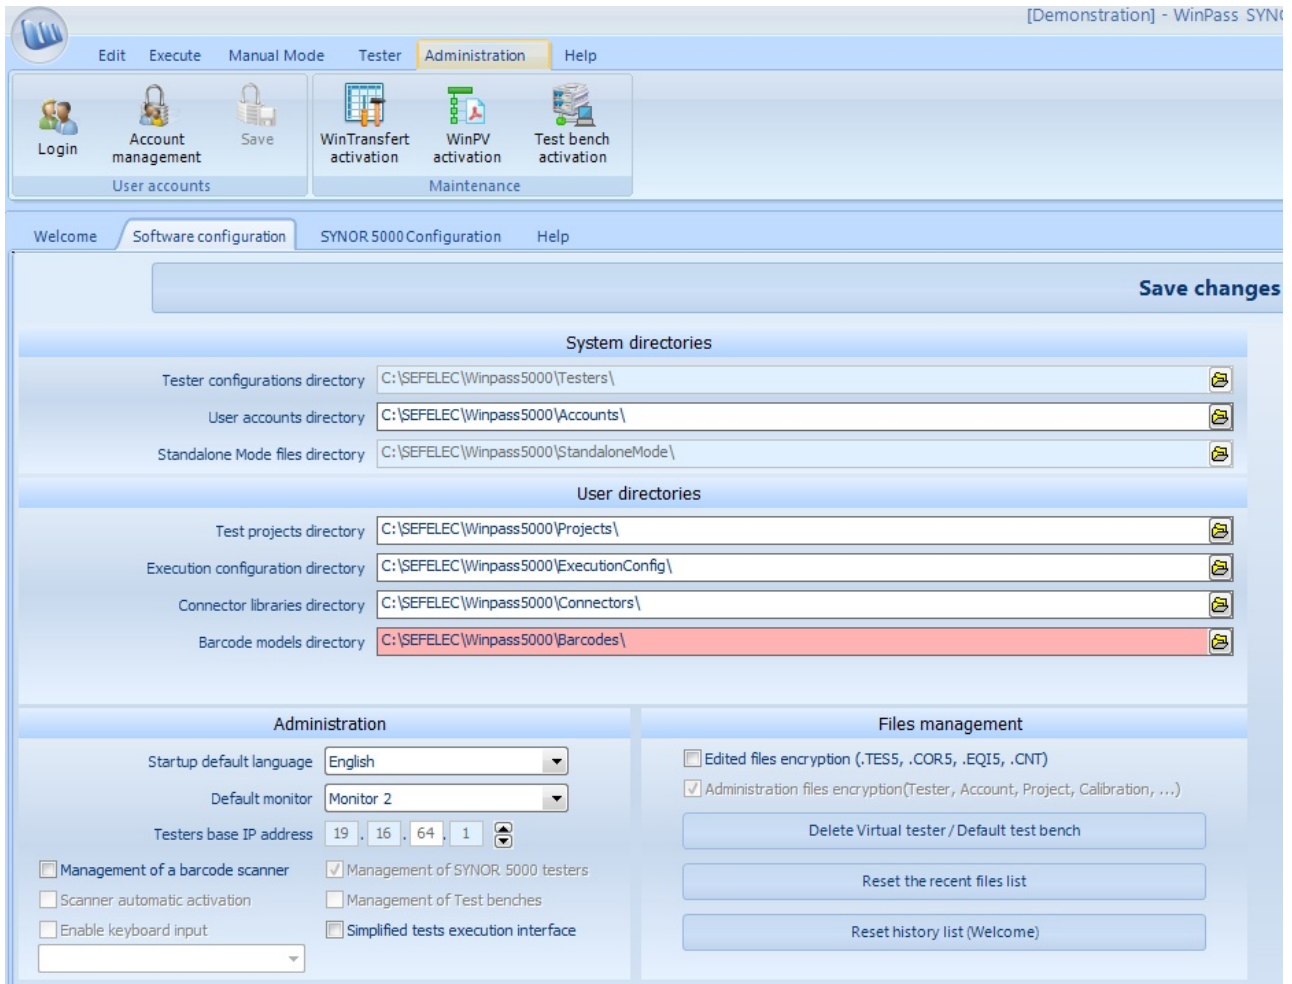 [Demonstration] - WinPass SYN
Edit Execute Manual Mode Tester Administration Help
Login Account management Save WinTransfert activation WinPV activation Test bench activation
User accounts Maintenance
Welcome Software configuration SYNOR 5000 Configuration Help
Save changes
System directories
Tester configurations directory C:\SEFELEC\Winpass5000\Testers\
User accounts directory C:\SEFELEC\Winpass5000\Accounts\
Standalone Mode files directory C:\SEFELEC\Winpass5000\StandaloneMode\
User directories
Test projects directory C:\SEFELEC\Winpass5000\Projects\
Execution configuration directory C:\SEFELEC\Winpass5000\ExecutionConfig\
Connector libraries directory C:\SEFELEC\Winpass5000\Connectors\
Barcode models directory C:\SEFELEC\Winpass5000\Barcodes\
Administration
Startup default language English
Default monitor Monitor 2
Testers base IP address 19 . 16 . 64 . 1
Management of a barcode scanner Management of SYNOR 5000 testers
Scanner automatic activation Management of Test benches
Enable keyboard input Simplified tests execution interface
Files management
Edited files encryption (.TES5, .COR5, .EQI5, .CNT)
Administration files encryption(Tester, Account, Project, Calibration, ...)
Delete Virtual tester / Default test bench
Reset the recent files list
Reset history list (Welcome)